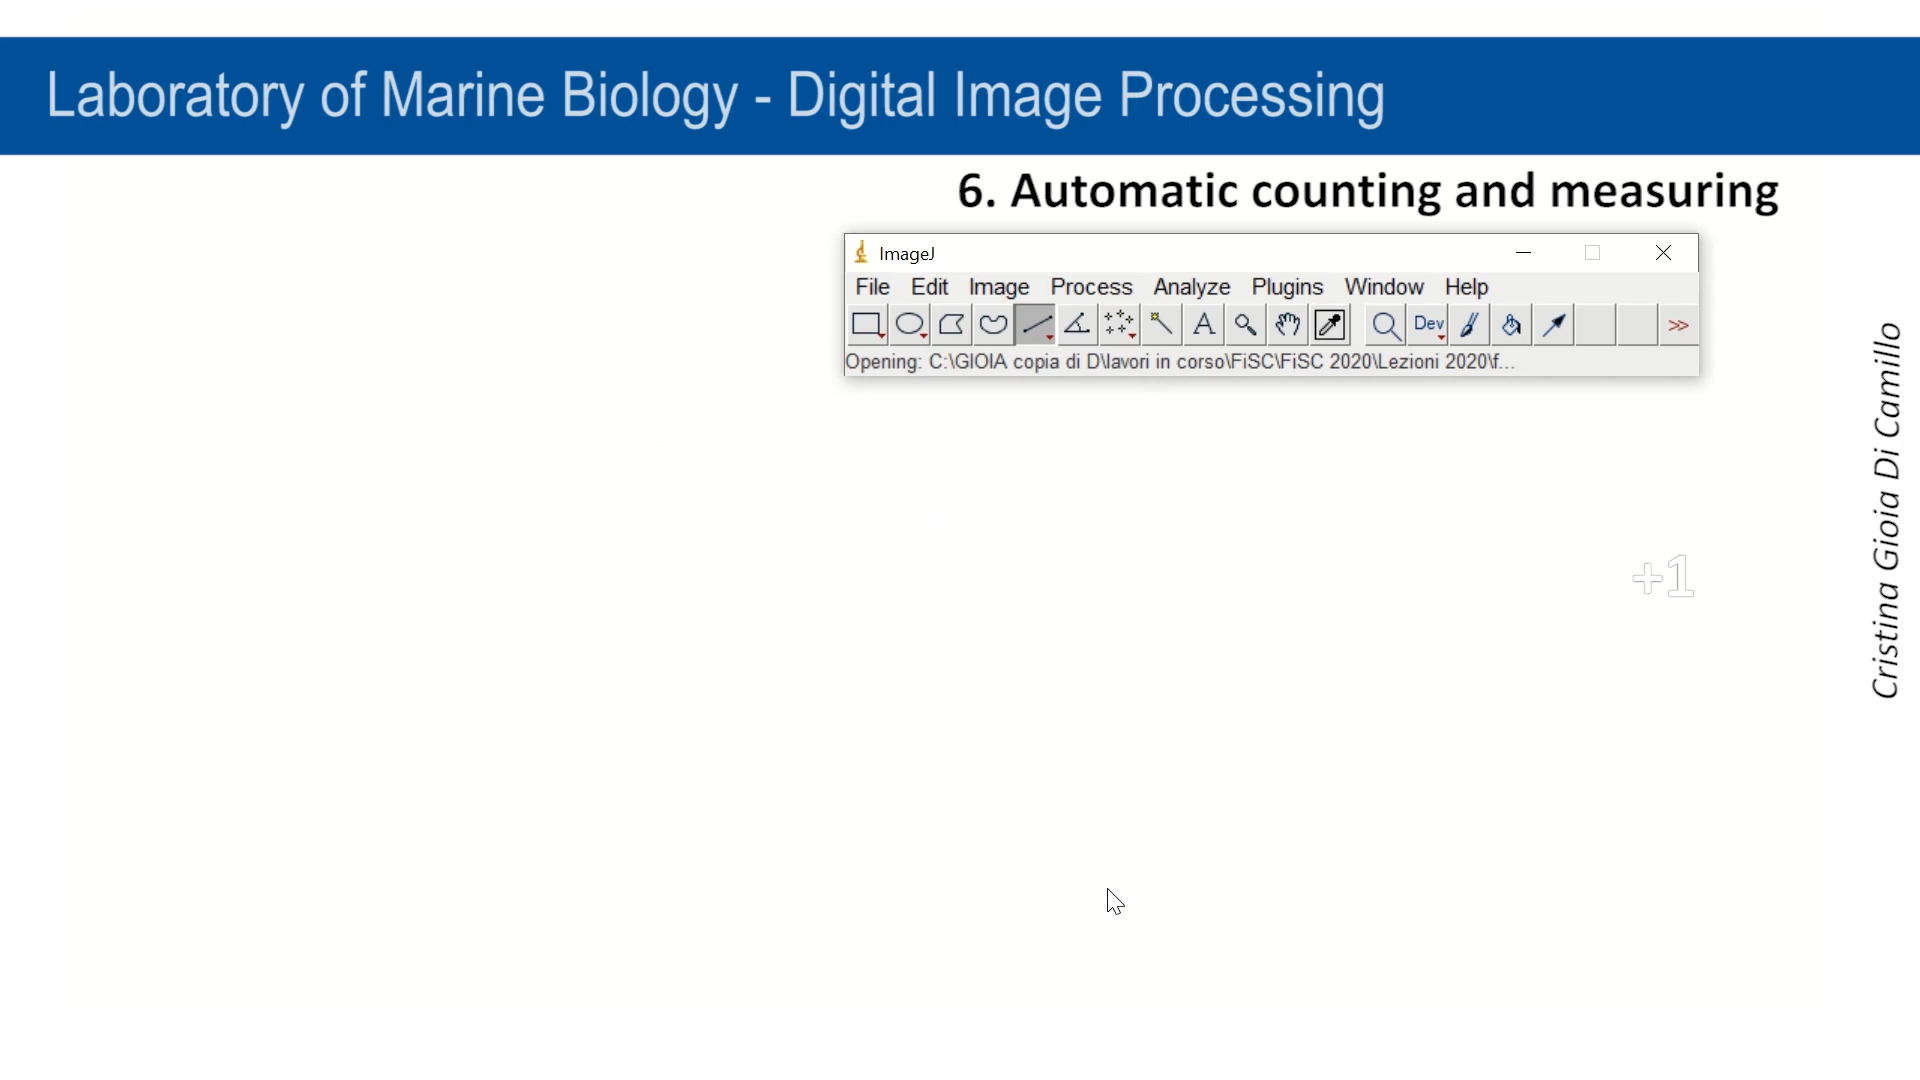 Laboratory of Marine Biology - Digital Image Processing
6. Automatic counting and measuring
ImageJ
File Edit Image Process Analyze Plugins Window Help
A Dev >>
Opening: C:\GIOIA copia di D\lavori in corso\FiSC\FiSC 2020\Lezioni 2020\f...
+1
Cristina Gioia Di Camillo